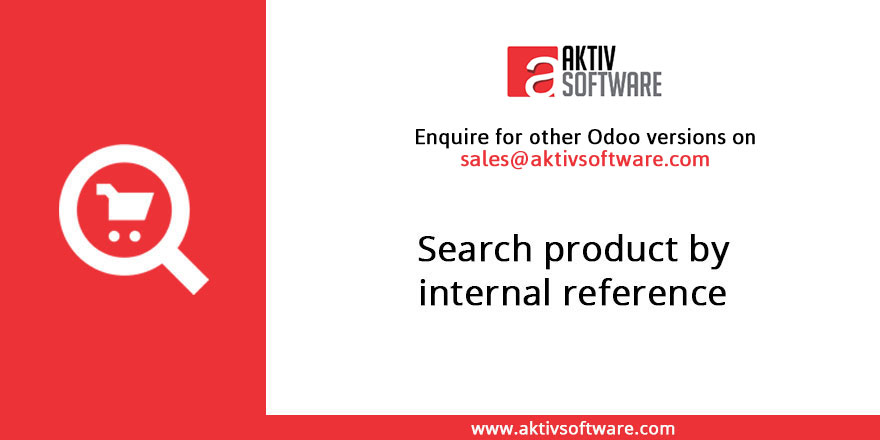 a AKTIV
SOFTWARE
Enquire for other Odoo versions on
sales@aktivsoftware.com
Search product by
internal reference
www.aktivsoftware.com